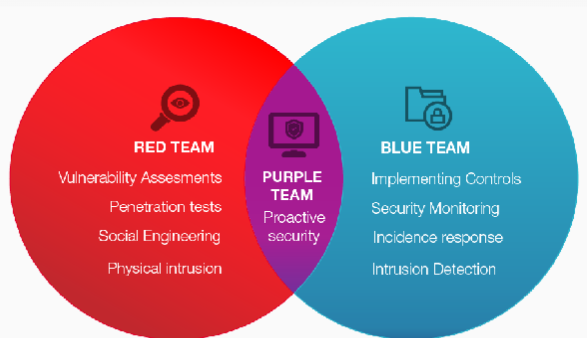 RED TEAM
Vulnerability Assesments
Penetration tests
Social Engineering
Physical intrusion
PURPLE
TEAM
Proactive
security
BLUE TEAM
Implementing Controls
Security Monitoring
Incidence response
Intrusion Detection